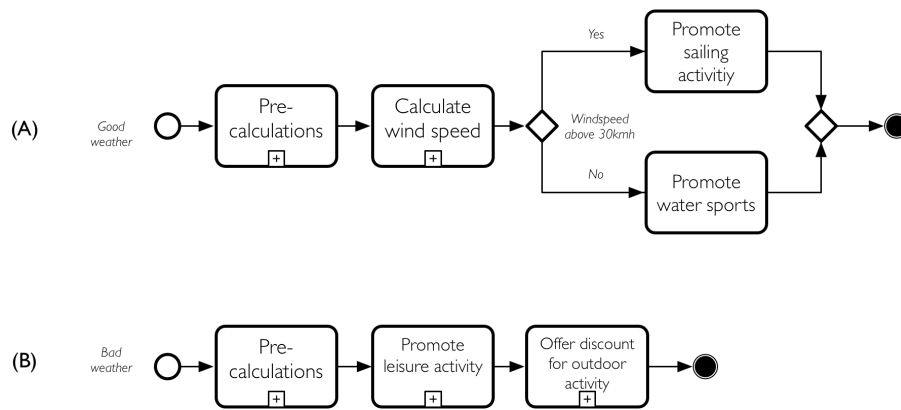 (A)
Good
weather
Pre-
calculations
+
Calculate
wind speed
+
Windspeed
above 30kmh
Yes
Promote
sailing
activitiy
No
Promote
water sports
(B)
Bad
weather
Pre-
calculations
+
Promote
leisure activity
+
Offer discount
for outdoor
activity
+